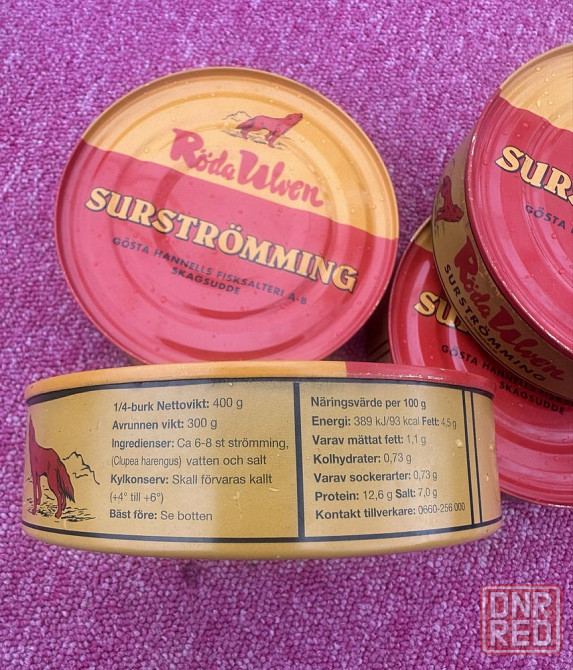 Röda Ulven
SURSTRÖMMING
GÖSTA HANNELLS FISKSALTERI A-B
SKAGSUDDE
SURS
GÖSTA H
Röda Ulven
SURSTRÖMMING
SU
GÖSTA HANNELLS
SKAGSUDDE
1/4-burk Nettovikt: 400 g
Avrunnen vikt: 300 g
Ingredienser: Ca 6-8 st strömming,
(Clupea harengus) vatten och salt
Kylkonserv: Skall förvaras kallt
(+4° till +6°)
Bäst före: Se botten
Näringsvärde per 100 g
Energi: 389 kJ/93 kcal Fett: 4,5 g
Varav mättat fett: 1,1 g
Kolhydrater: 0,73 g
Varav sockerarter: 0,73 g
Protein: 12,6 g Salt: 7,0 g
Kontakt tillverkare: 0660-256 000
DNR
RED